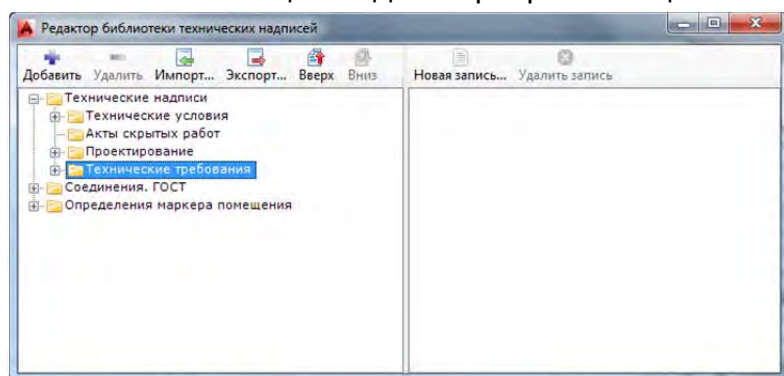 Редактор библиотеки технических надписей
Добавить Удалить Импорт... Экспорт... Вверх Вниз Новая запись... Удалить запись
Технические надписи
Технические условия
Акты скрытых работ
Проектирование
Технические требования
Соединения. ГОСТ
Определения маркера помещения